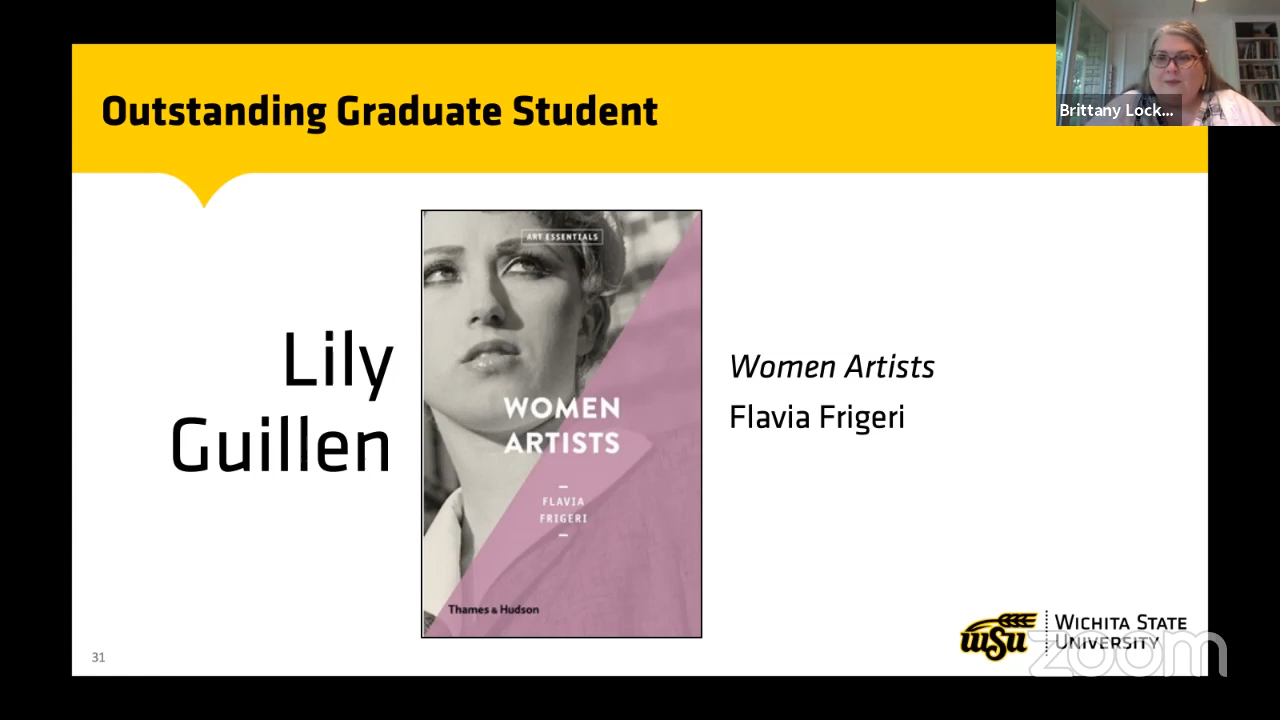 Outstanding Graduate Student
Brittany Lock...
Lily
Guillen
ART ESSENTIALS
WOMEN
ARTISTS
FLAVIA
FRIGERI
Thames & Hudson
Women Artists
Flavia Frigeri
31
wsu
WICHITA STATE
UNIVERSITY
zoom